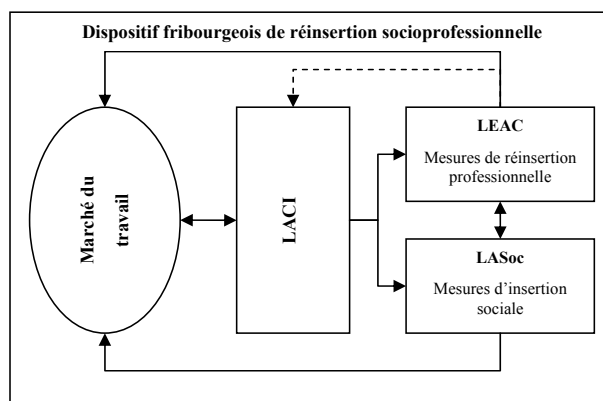 Dispositif fribourgeois de réinsertion socioprofessionnelle
Marché du
travail
LACI
LEAC
Mesures de réinsertion
professionnelle
LASoc
Mesures d’insertion
sociale